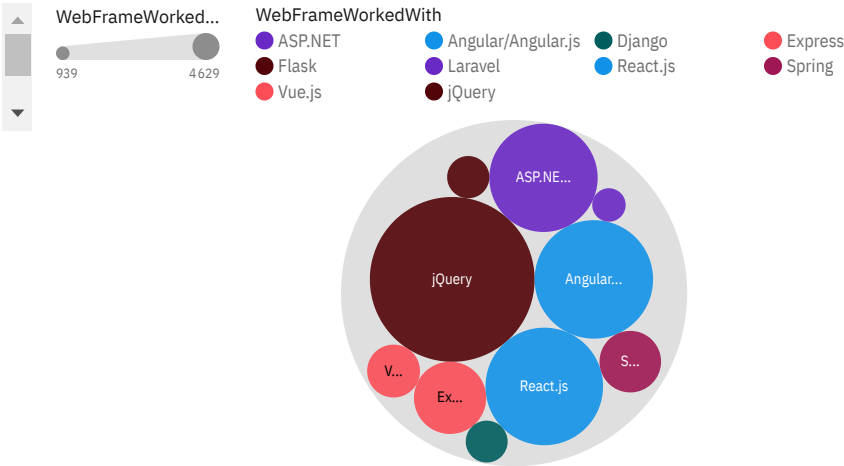 WebFrameWorked...
939 4629
WebFrameWorkedWith
ASP.NET Angular/Angular.js Django Express
Flask Laravel React.js Spring
Vue.js jQuery
ASP.NE...
jQuery
Angular...
S...
V...
React.js
Ex...